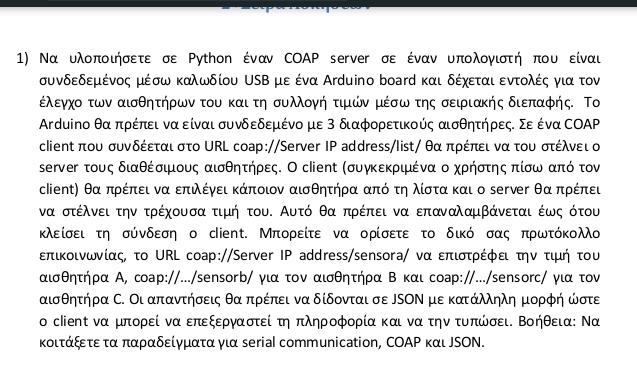 1) Να υλοποιήσετε σε Python έναν COAP server σε έναν υπολογιστή που είναι
συνδεδεμένος μέσω καλωδίου USB με ένα Arduino board και δέχεται εντολές για τον
έλεγχο των αισθητήρων του και τη συλλογή τιμών μέσω της σειριακής διεπαφής. Το
Arduino θα πρέπει να είναι συνδεδεμένο με 3 διαφορετικούς αισθητήρες. Σε ένα COAP
client που συνδέεται στο URL coap://Server IP address/list/ θα πρέπει να του στέλνει ο
server τους διαθέσιμους αισθητήρες. Ο client (συγκεκριμένα ο χρήστης πίσω από τον
client) θα πρέπει να επιλέγει κάποιον αισθητήρα από τη λίστα και ο server θα πρέπει
να στέλνει την τρέχουσα τιμή του. Αυτό θα πρέπει να επαναλαμβάνεται έως ότου
κλείσει τη σύνδεση ο client. Μπορείτε να ορίσετε το δικό σας πρωτόκολλο
επικοινωνίας, το URL coap://Server IP address/sensora/ να επιστρέφει την τιμή του
αισθητήρα A, coap://.../sensorb/ για τον αισθητήρα B και coap://.../sensorc/ για τον
αισθητήρα C. Οι απαντήσεις θα πρέπει να δίδονται σε JSON με κατάλληλη μορφή ώστε
ο client να μπορεί να επεξεργαστεί τη πληροφορία και να την τυπώσει. Βοήθεια: Να
κοιτάξετε τα παραδείγματα για serial communication, COAP και JSON.